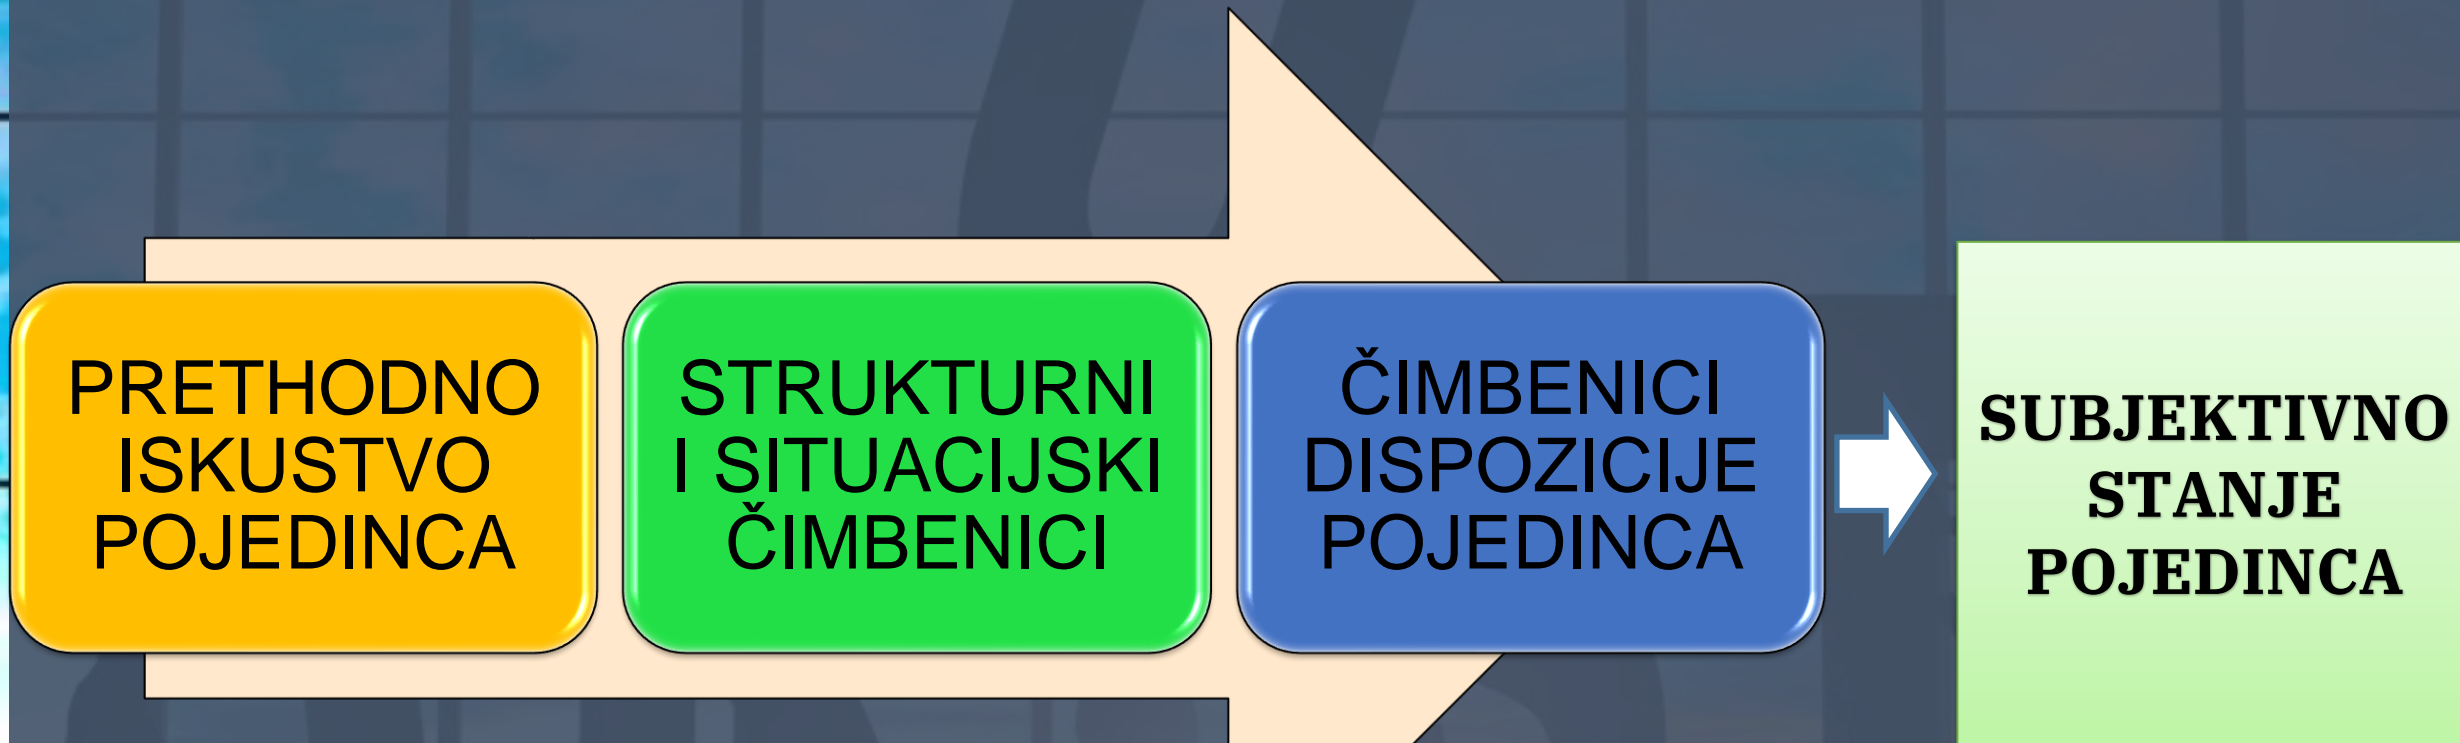 PRETHODNO
ISKUSTVO
POJEDINCA
STRUKTURNI
I SITUACIJSKI
ČIMBENICI
ČIMBENICI
DISPOZICIJE
POJEDINCA
SUBJEKTIVNO
STANJE
POJEDINCA